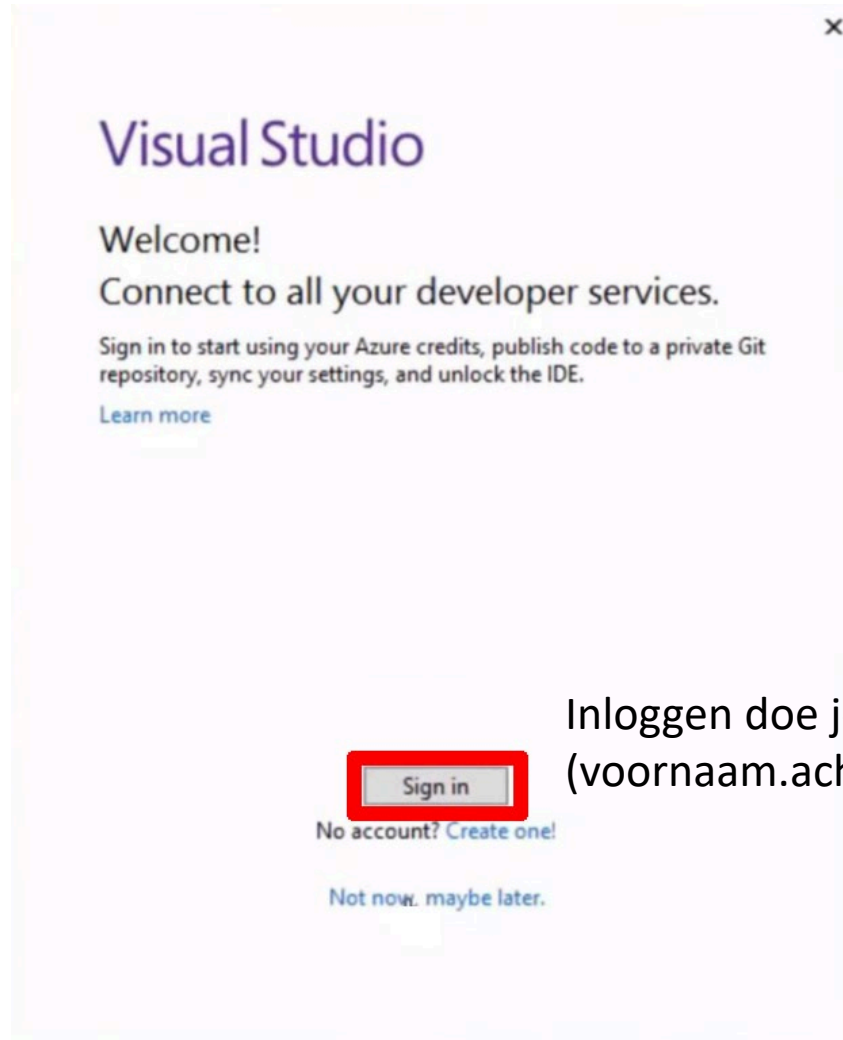 Visual Studio
Welcome!
Connect to all your developer services.
Sign in to start using your Azure credits, publish code to a private Git
repository, sync your settings, and unlock the IDE.
Learn more
Inloggen doe j
(voornaam.ach
Sign in
No account? Create one!
Not now. maybe later.